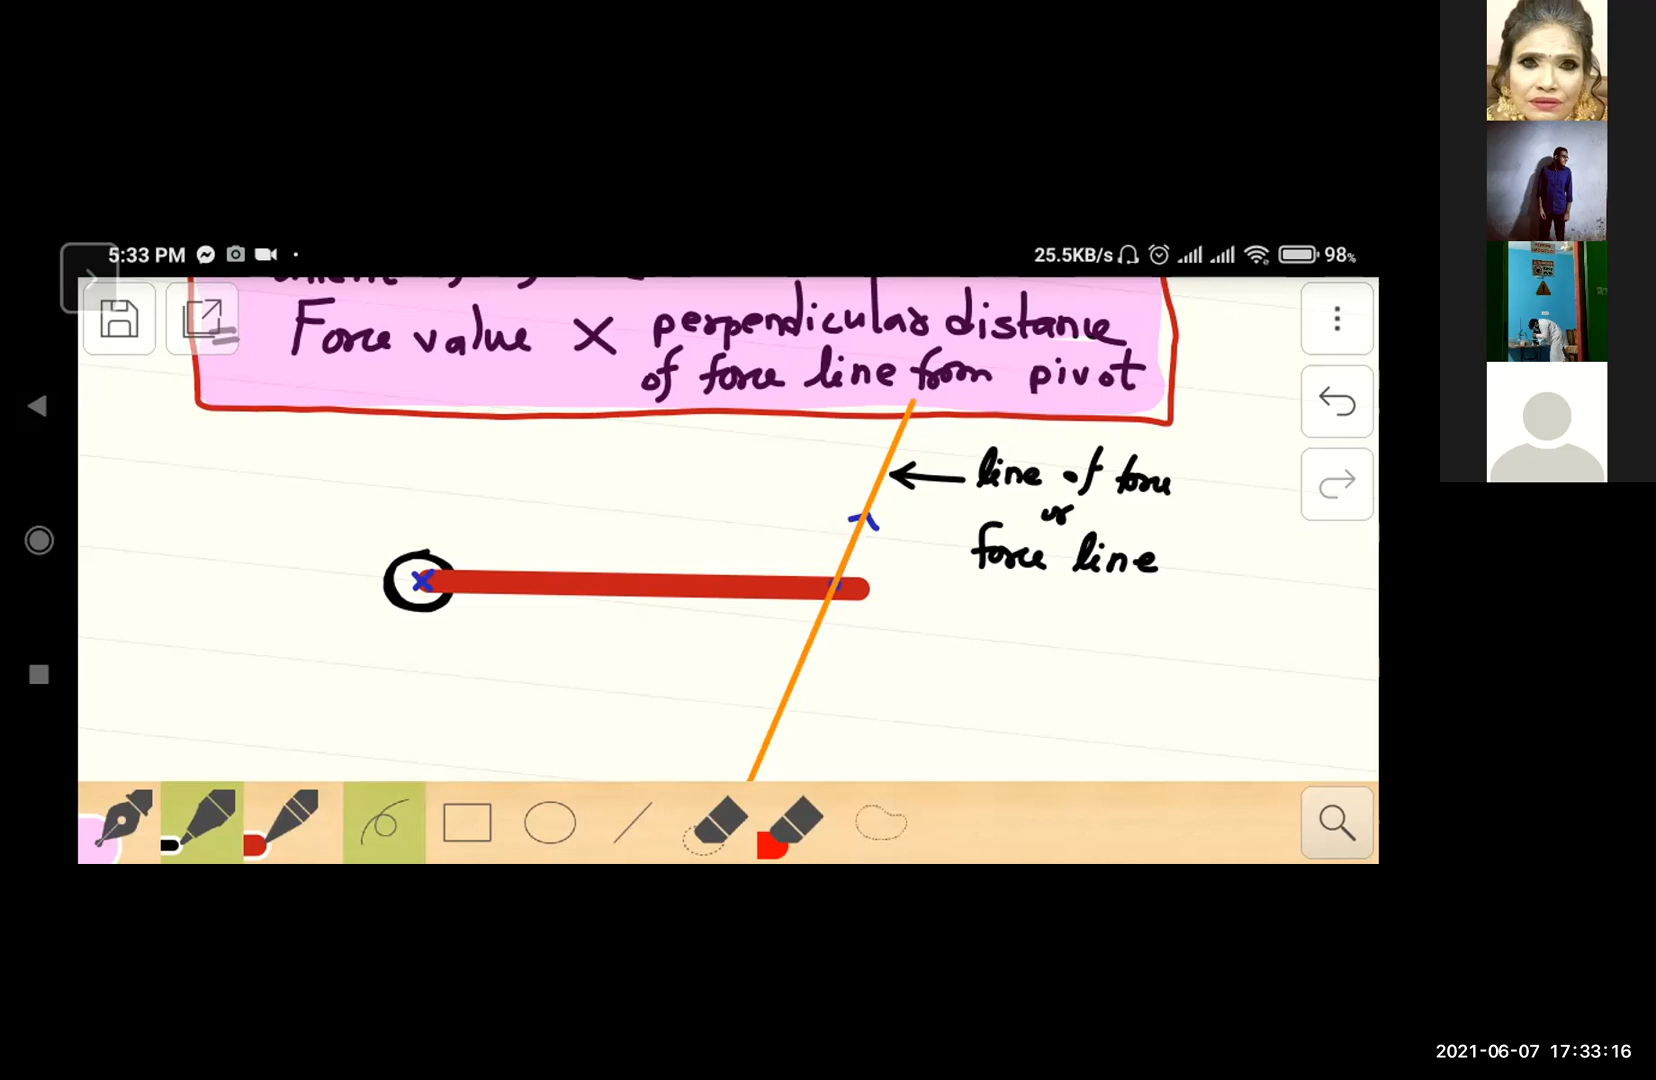 5:33 PM
25.5KB/s
98%
Force value × perpendicular distance
of force line from pivot
line of force
or
force line
2021-06-07 17:33:16